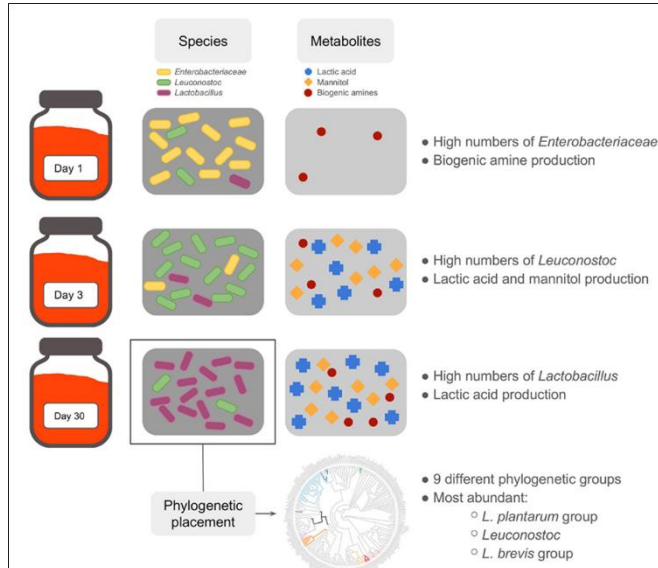 Species
Metabolites
Enterobacteriaceae
Leuconostoc
Lactobacillus
Lactic acid
Mannitol
Biogenic amines
Day 1
● High numbers of Enterobacteriaceae
● Biogenic amine production
Day 3
● High numbers of Leuconostoc
● Lactic acid and mannitol production
Day 30
● High numbers of Lactobacillus
● Lactic acid production
Phylogenetic
placement
● 9 different phylogenetic groups
● Most abundant:
○ L. plantarum group
○ Leuconostoc
○ L. brevis group